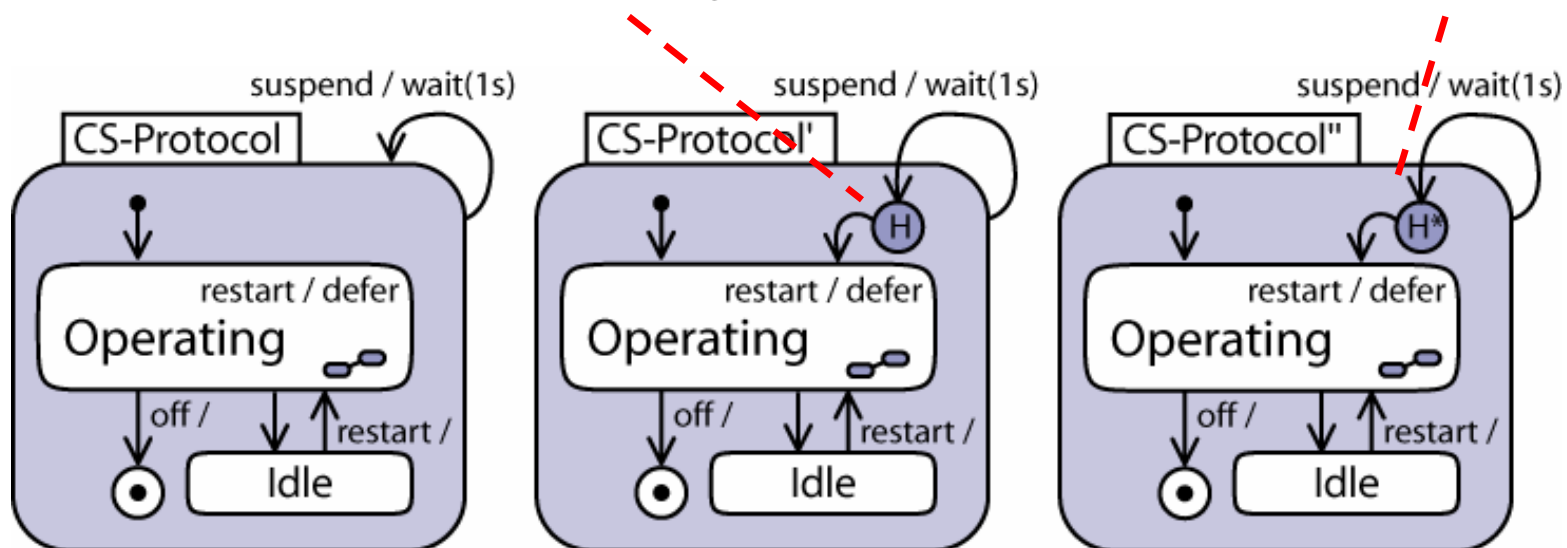 suspend / wait(1s)
CS-Protocol
restart / defer
Operating
off /
restart /
Idle
suspend / wait(1s)
CS-Protocol'
H
restart / defer
Operating
off /
restart /
Idle
suspend / wait(1s)
CS-Protocol"
H*
restart / defer
Operating
off /
restart /
Idle